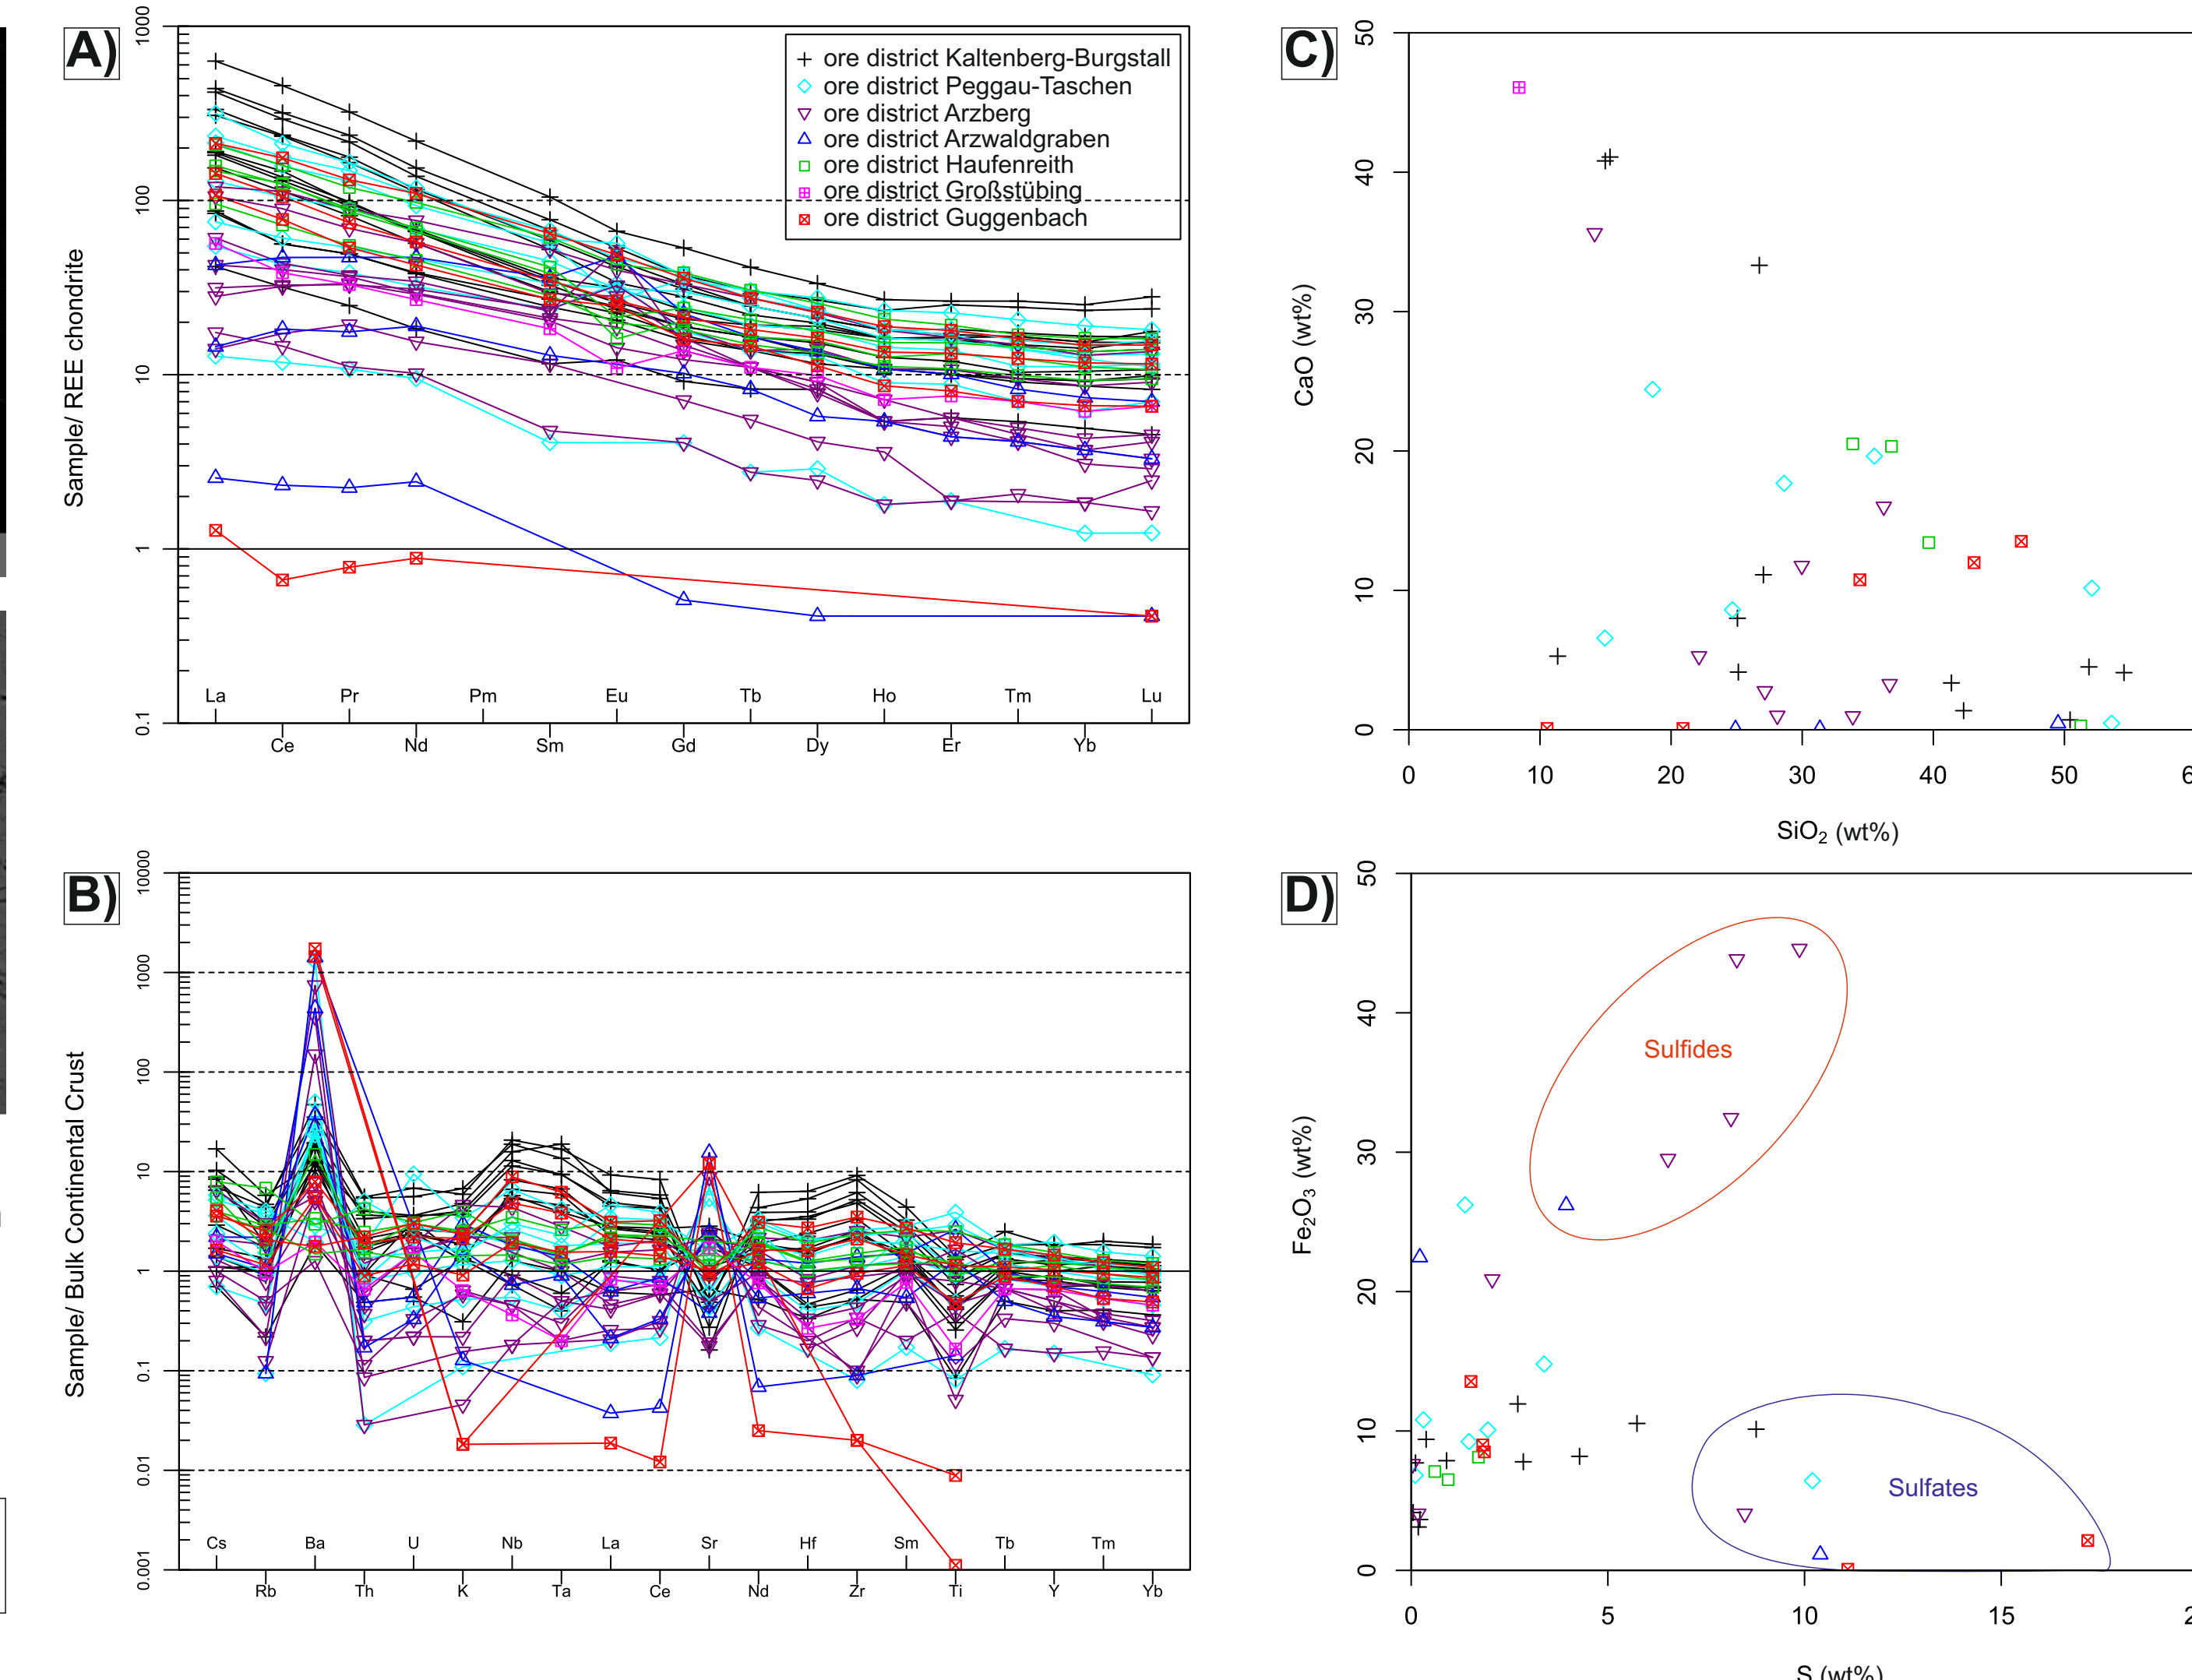 A)
1000
100
10
1
0.1
Sample/ REE chondrite
ore district Kaltenberg-Burgstall
ore district Peggau-Taschen
ore district Arzberg
ore district Arzwaldgraben
ore district Haufenreith
ore district Großstübing
ore district Guggenbach
La Pr Pm Eu Tb Ho Tm Lu
Ce Nd Sm Gd Dy Er Yb
B)
10000
1000
100
10
1
0.1
0.01
0.001
Sample/ Bulk Continental Crust
Cs Ba U Nb La Sr Hf Sm Tb Tm
Rb Th K Ta Ce Nd Zr Ti Y Yb
C)
50
40
30
20
10
0
CaO (wt%)
0 10 20 30 40 50 6
SiO₂ (wt%)
D)
50
40
30
20
10
0
Fe₂O₃ (wt%)
Sulfides
Sulfates
0 5 10 15 2
S (wt%)